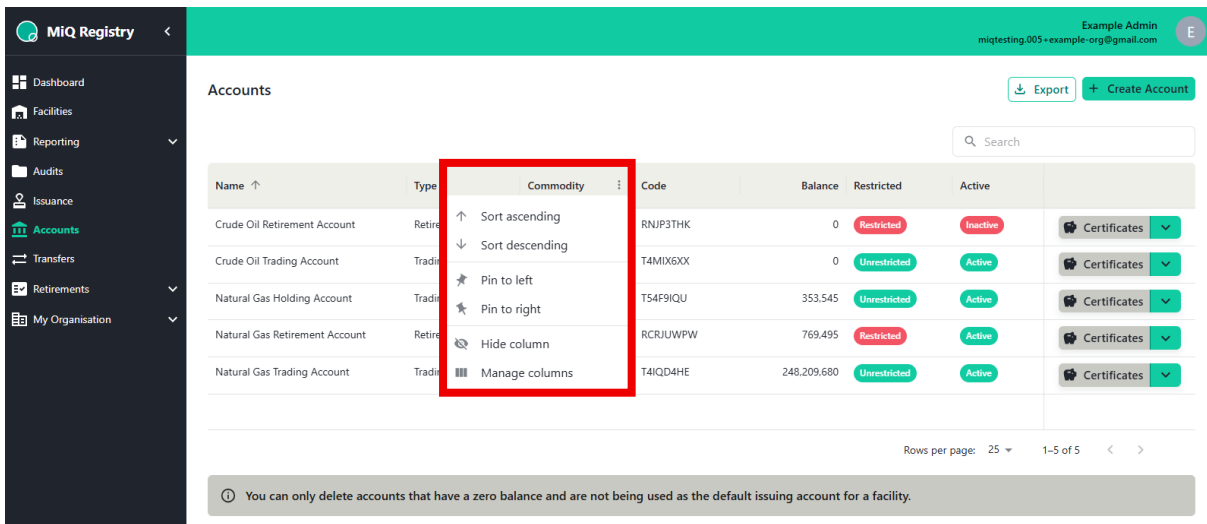 MiQ Registry
Example Admin
miqtesting.005+example-org@gmail.com
E
Dashboard
Facilities
Reporting
Audits
Issuance
Accounts
Transfers
Retirements
My Organisation
Accounts
Export
+ Create Account
Search
Name ↑ Type Commodity Code Balance Restricted Active
Crude Oil Retirement Account Retire RNJP3THK 0 Restricted Inactive Certificates
Crude Oil Trading Account Tradin T4MIX6XX 0 Unrestricted Active Certificates
Natural Gas Holding Account Tradin T54F9IQU 353,545 Unrestricted Active Certificates
Natural Gas Retirement Account Retire RCRJUWPW 769,495 Restricted Active Certificates
Natural Gas Trading Account Tradin T4IQD4HE 248,209,680 Unrestricted Active Certificates
Sort ascending
Sort descending
Pin to left
Pin to right
Hide column
Manage columns
Rows per page: 25 1–5 of 5
You can only delete accounts that have a zero balance and are not being used as the default issuing account for a facility.